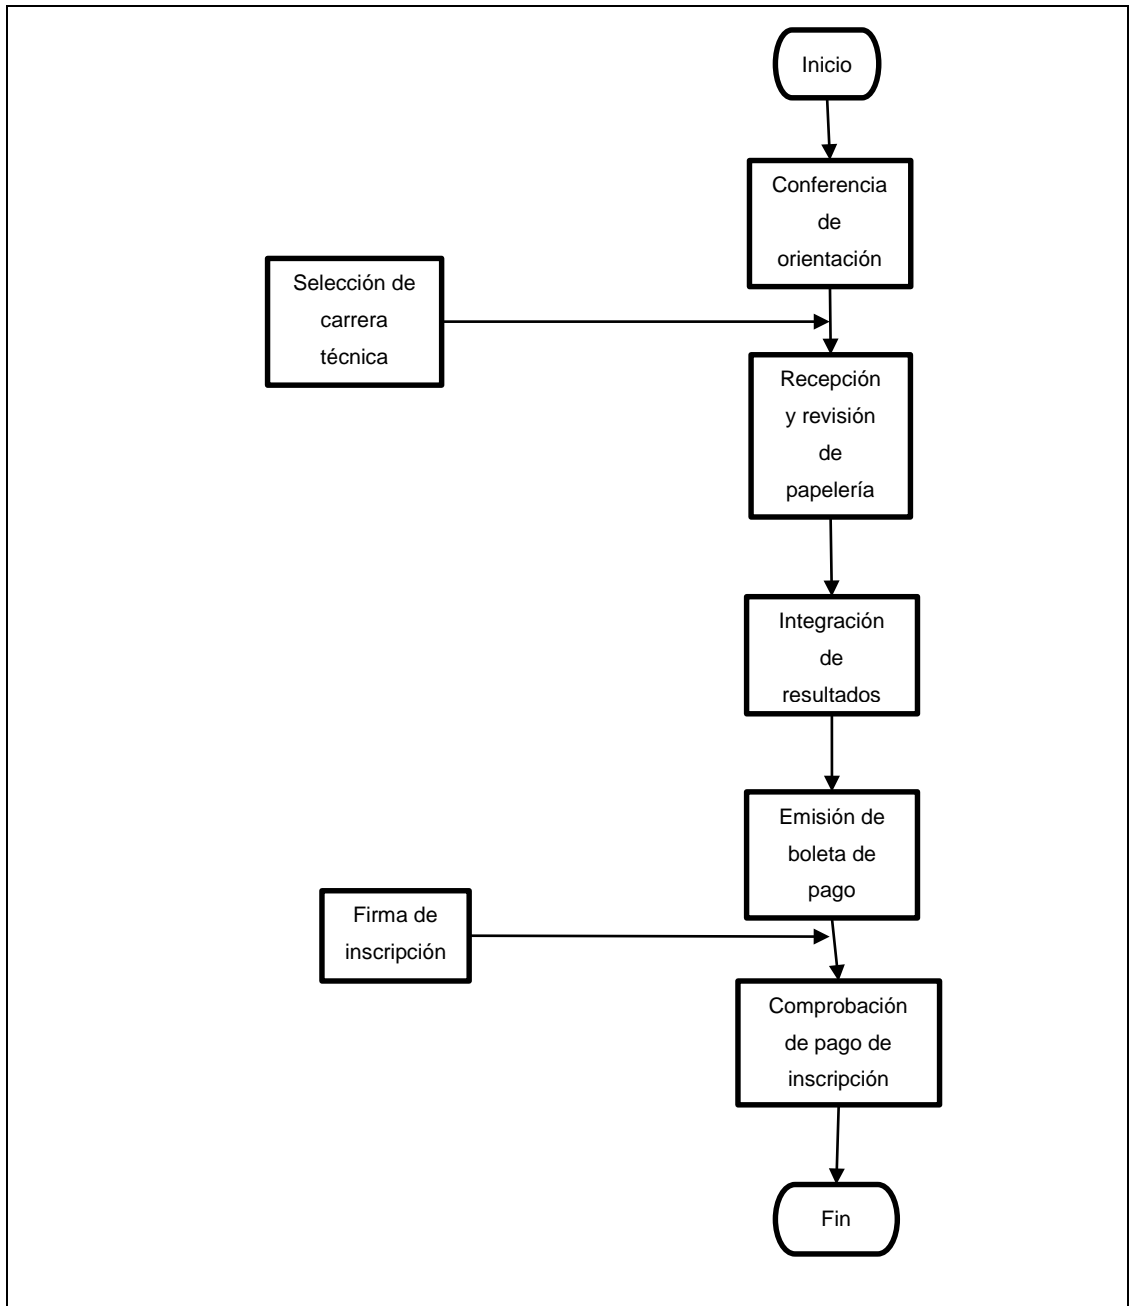 Inicio
Conferencia
de
orientación
Selección de
carrera
técnica
Recepción
y revisión
de
papelería
Integración
de
resultados
Emisión de
boleta de
pago
Firma de
inscripción
Comprobación
de pago de
inscripción
Fin